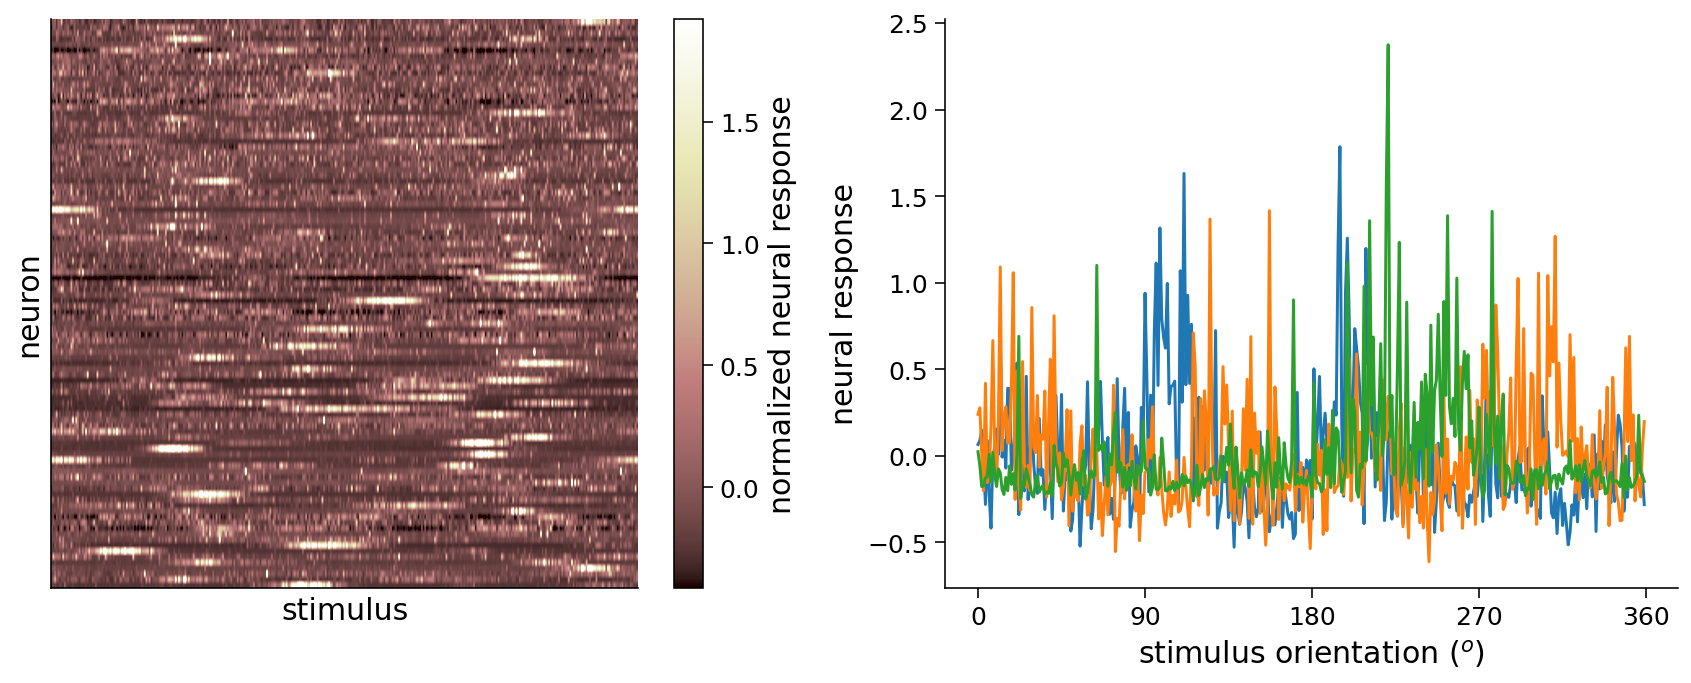 neuron
stimulus
1.5
1.0
0.5
0.0
normalized neural response
neural response
2.5
2.0
1.5
1.0
0.5
0.0
−0.5
0 90 180 270 360
stimulus orientation (º)